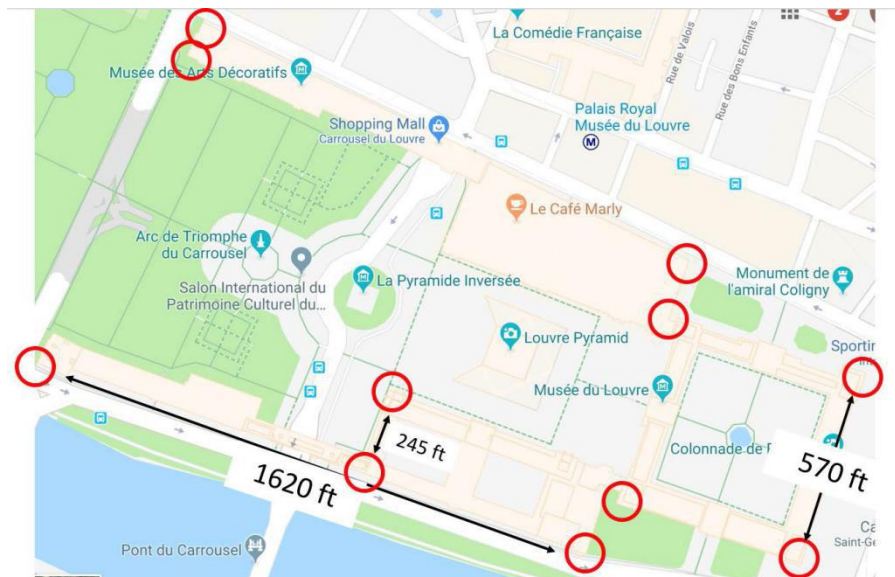 La Comédie Française
Rue de Valois
Rue des Bons Enfants
Musée des Arts Décoratifs
Palais Royal
Musée du Louvre
Shopping Mall
Carrousel du Louvre
M
Le Café Marly
Arc de Triomphe
du Carrousel
Salon International du
Patrimoine Culturel du...
La Pyramide Inversée
Monument de
l'amiral Coligny
Louvre Pyramid
Musée du Louvre
Colonnade de
245 ft
1620 ft
570 ft
Pont du Carrousel
Saint-Ge